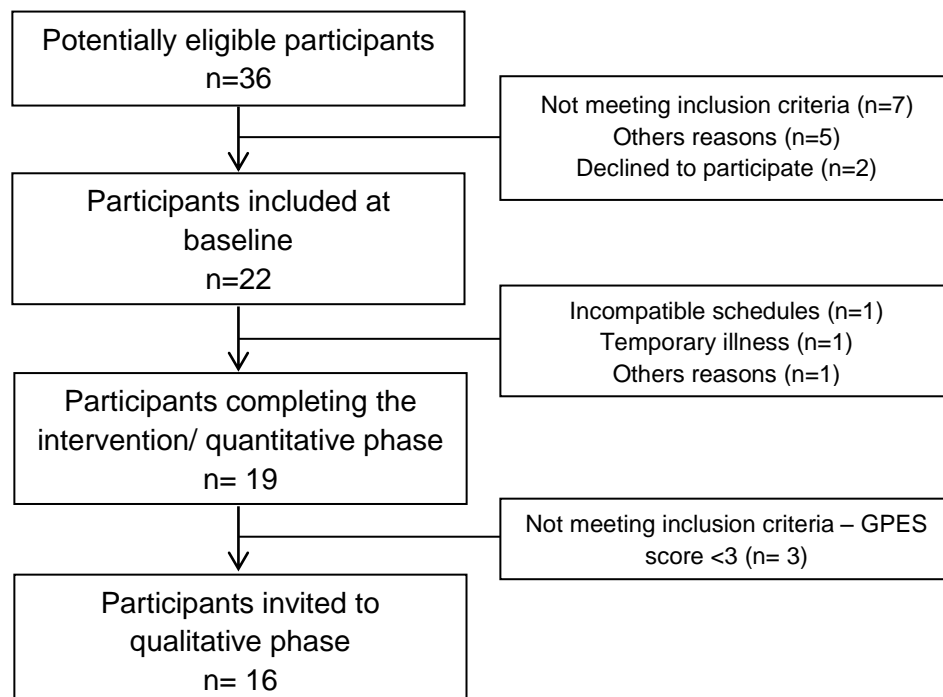 Potentially eligible participants
n=36
Not meeting inclusion criteria (n=7)
Others reasons (n=5)
Declined to participate (n=2)
Participants included at
baseline
n=22
Incompatible schedules (n=1)
Temporary illness (n=1)
Others reasons (n=1)
Participants completing the
intervention/ quantitative phase
n= 19
Not meeting inclusion criteria – GPES
score <3 (n= 3)
Participants invited to
qualitative phase
n= 16